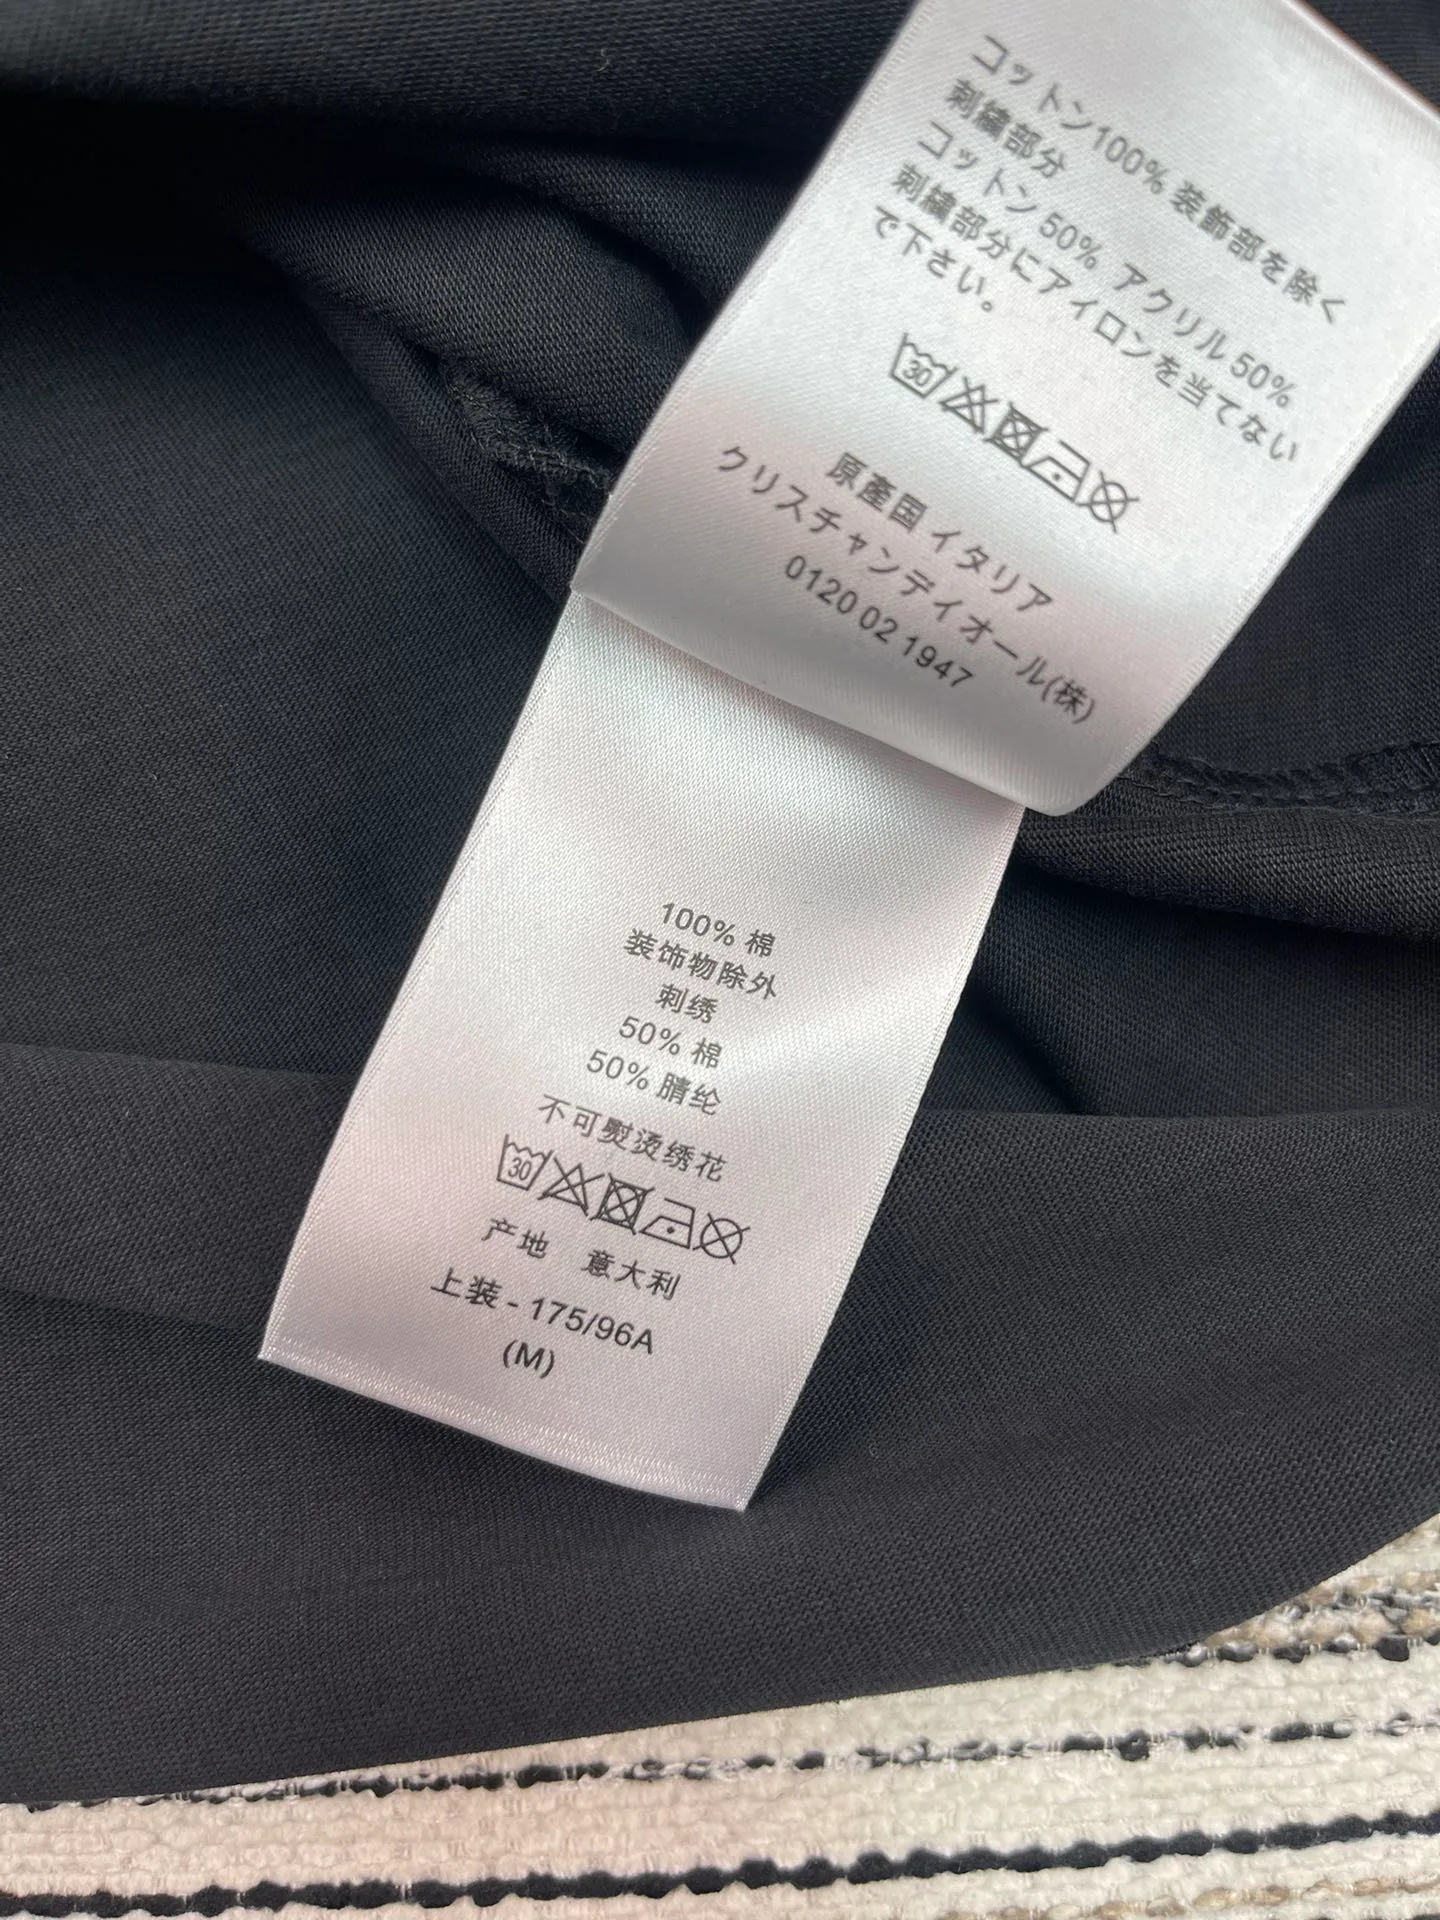 コットン100% 装飾部を除く
刺繍部分
コットン 50% アクリル 50%
刺繍部分にアイロンを当てない
で下さい。
30
原產国 イタリア
クリスチャンディオール(株)
0120 02 1947
100% 棉
装饰物除外
刺绣
50% 棉
50% 腈纶
不可熨烫绣花
30
产地 意大利
上装 - 175/96A
(M)